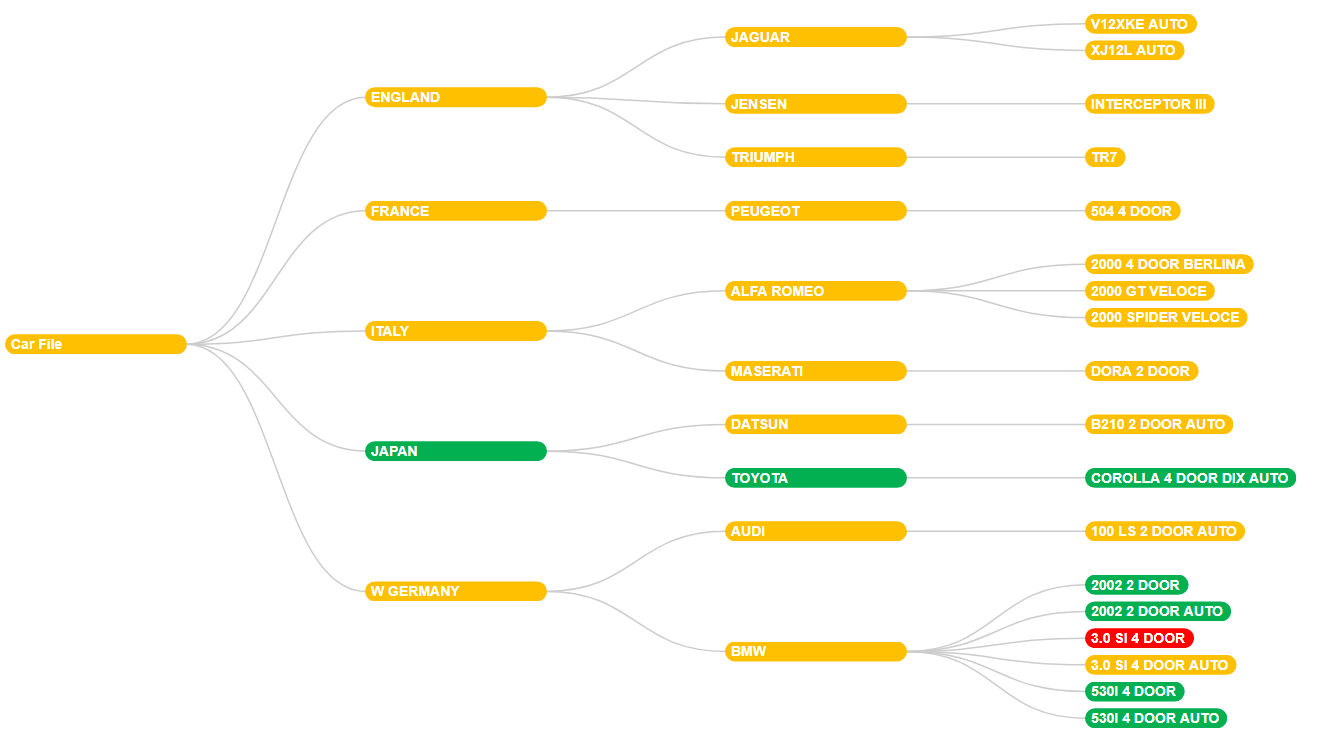 Car File
ENGLAND
JAGUAR
V12XKE AUTO
XJ12L AUTO
JENSEN
INTERCEPTOR III
TRIUMPH
TR7
FRANCE
PEUGEOT
504 4 DOOR
ITALY
ALFA ROMEO
2000 4 DOOR BERLINA
2000 GT VELOCE
2000 SPIDER VELOCE
MASERATI
DORA 2 DOOR
JAPAN
DATSUN
B210 2 DOOR AUTO
TOYOTA
COROLLA 4 DOOR DIX AUTO
W GERMANY
AUDI
100 LS 2 DOOR AUTO
BMW
2002 2 DOOR
2002 2 DOOR AUTO
3.0 SI 4 DOOR
3.0 SI 4 DOOR AUTO
530I 4 DOOR
530I 4 DOOR AUTO